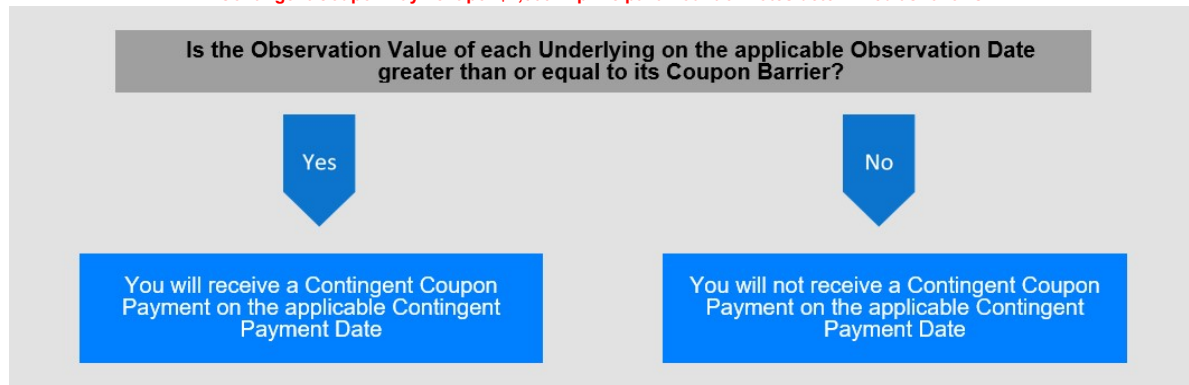 Is the Observation Value of each Underlying on the applicable Observation Date
greater than or equal to its Coupon Barrier?
Yes
No
You will receive a Contingent Coupon
Payment on the applicable Contingent
Payment Date
You will not receive a Contingent Coupon
Payment on the applicable Contingent
Payment Date